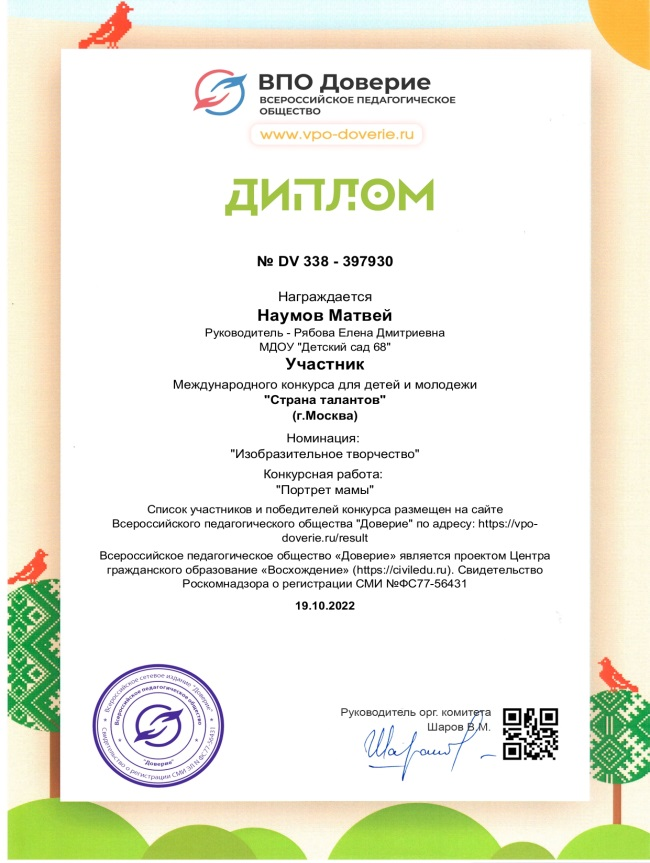 ВПО Доверие
ВСЕРОССИЙСКОЕ ПЕДАГОГИЧЕСКОЕ
ОБЩЕСТВО
www.vpo-doverie.ru
ДИПЛОМ
№ DV 338 - 397930
Награждается
Наумов Матвей
Руководитель - Рябова Елена Дмитриевна
МДОУ "Детский сад 68"
Участник
Международного конкурса для детей и молодежи
"Страна талантов"
(г.Москва)
Номинация:
"Изобразительное творчество"
Конкурсная работа:
"Портрет мамы"
Список участников и победителей конкурса размещен на сайте
Всероссийского педагогического общества "Доверие" по адресу: https://vpo-
doverie.ru/result
Всероссийское педагогическое общество «Доверие» является проектом Центра
гражданского образование «Восхождение» (https://civiledu.ru). Свидетельство
Роскомнадзора о регистрации СМИ №ФС77-56431
19.10.2022
Всероссийское сетевое издание "Доверие"
Всероссийское педагогическое общество
"Доверие"
Свидетельство о регистрации СМИ ЭЛ N ФС77-56431
Руководитель орг. комитета
Шаров В.М.